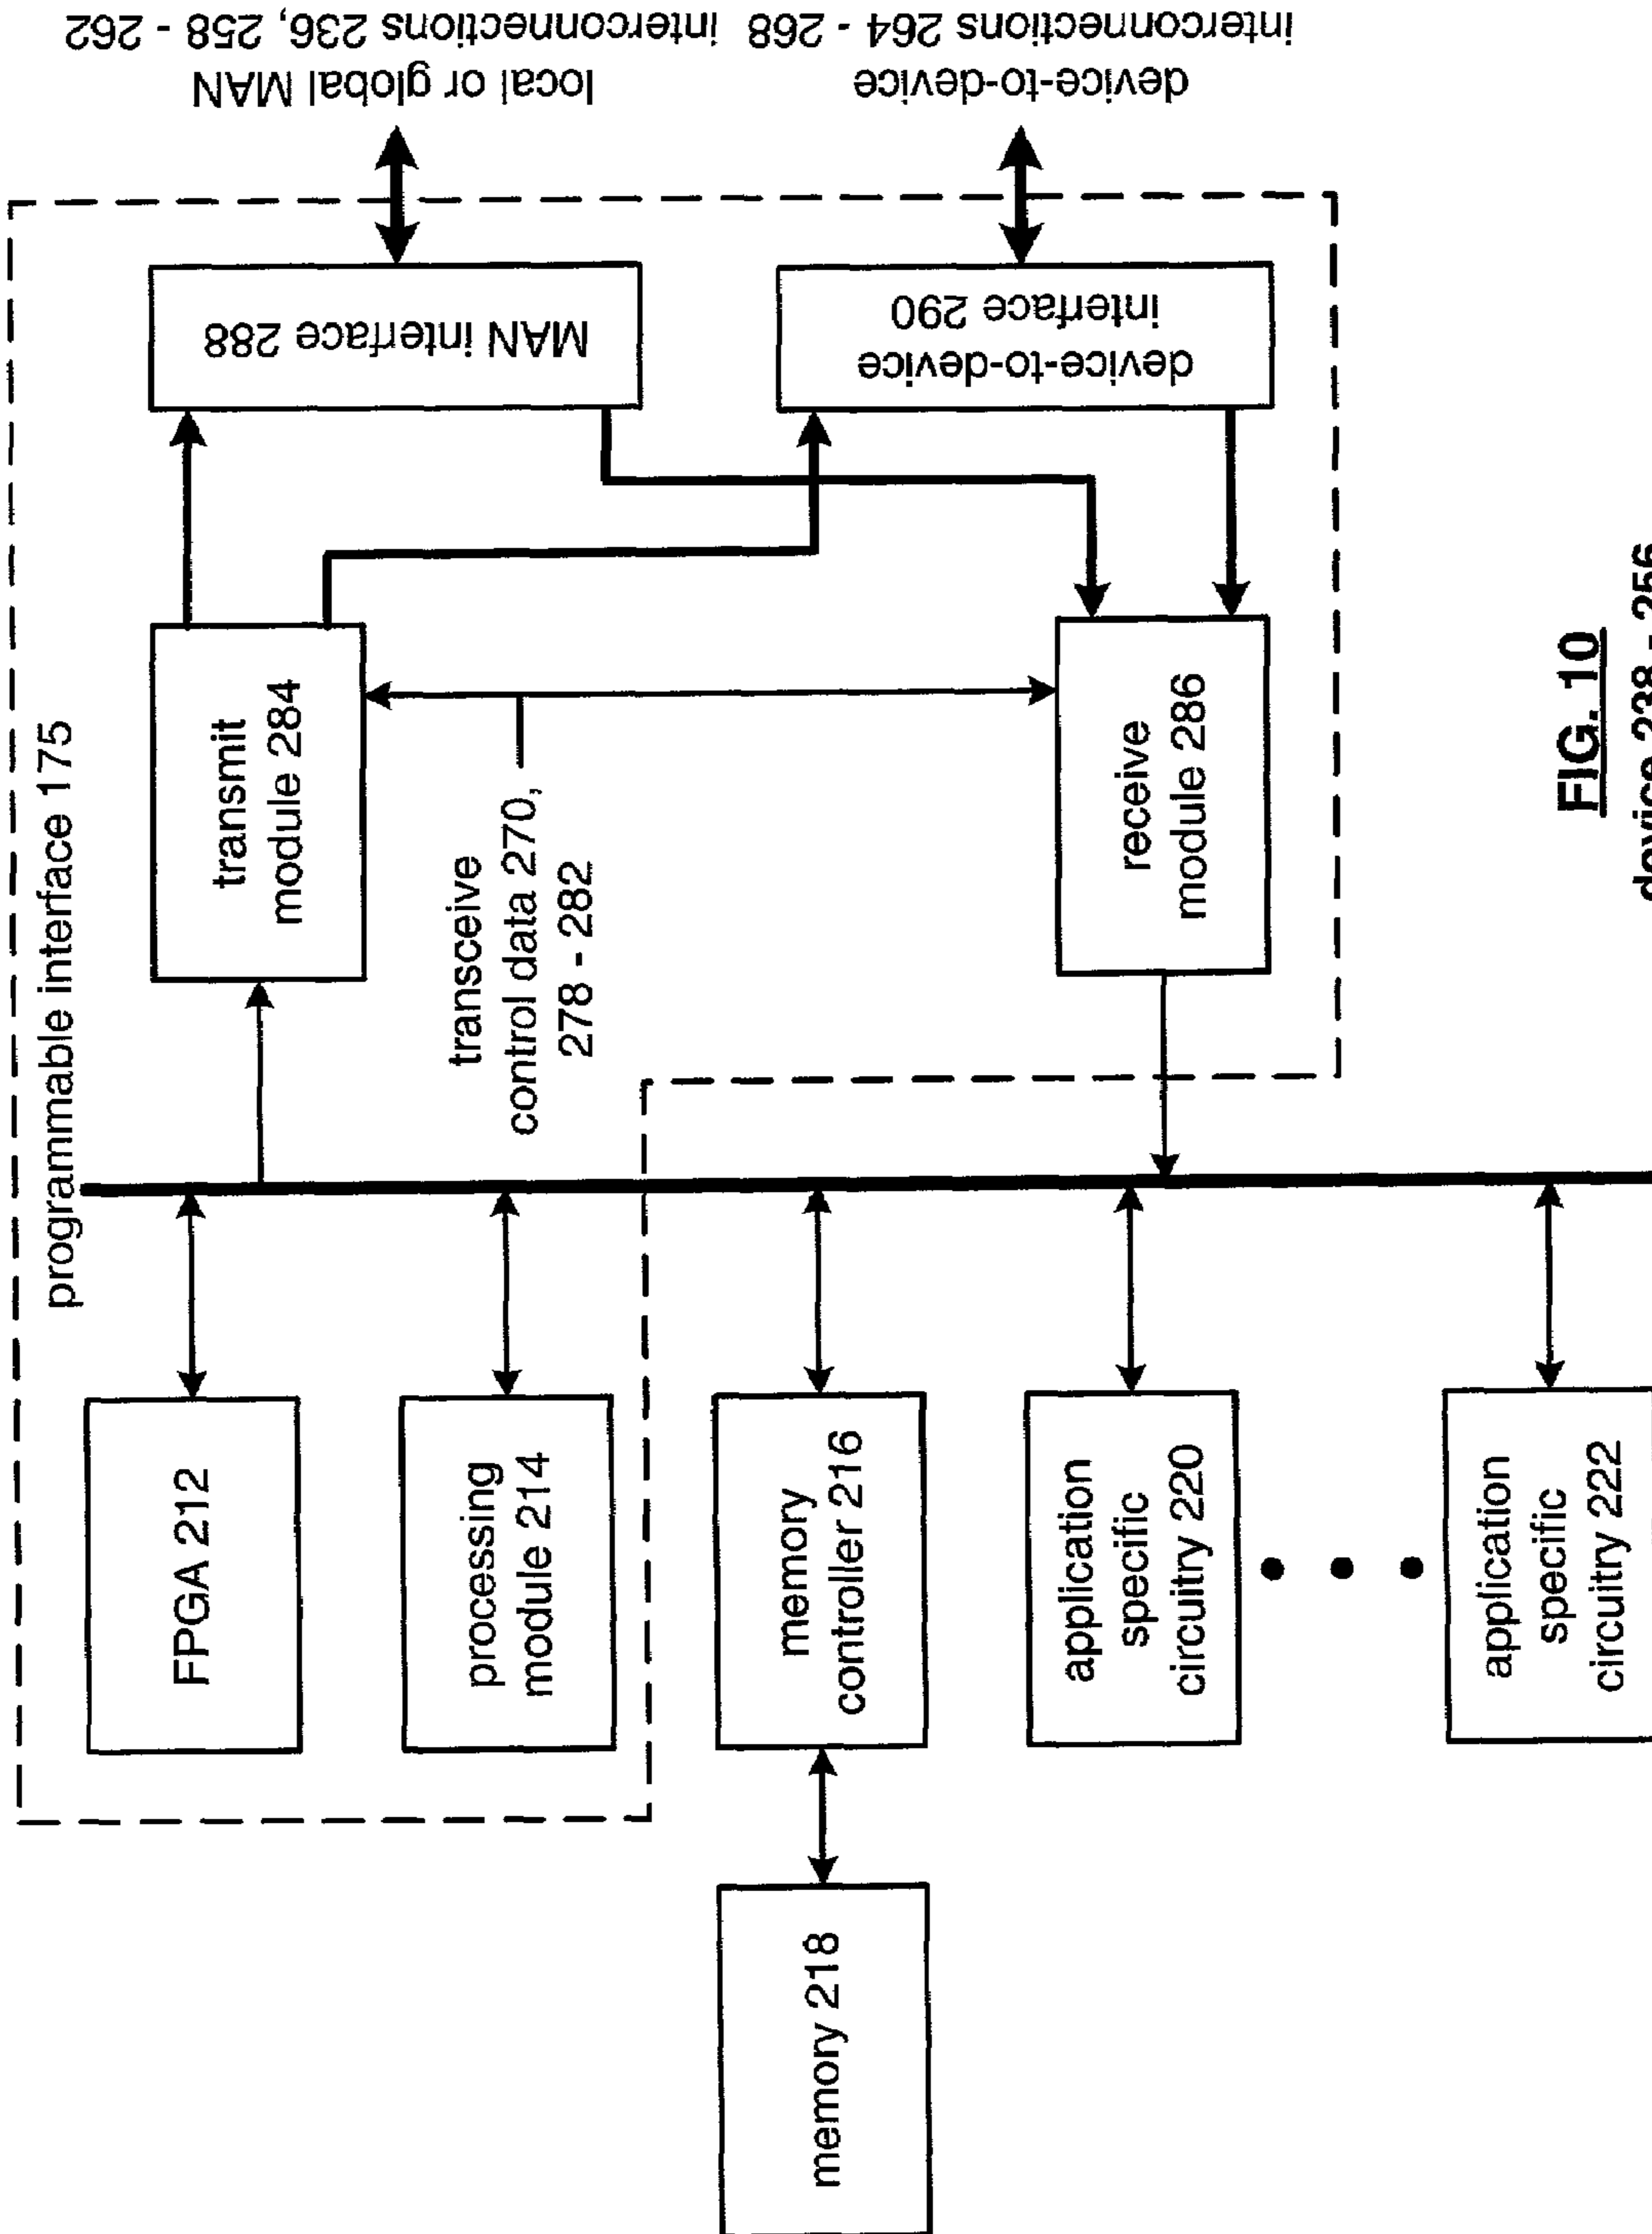 programmable interface 175
FPGA 212
processing
module 214
transmit
module 284
transceive
control data 270,
278 - 282
receive
module 286
MAN interface 288
device-to-device
interface 290
local or global MAN
interconnections 236, 258 - 262
device-to-device
interconnections 264 - 268
memory 218
memory
controller 216
application
specific
circuitry 220
application
specific
circuitry 222
FIG. 10
device 238 - 256